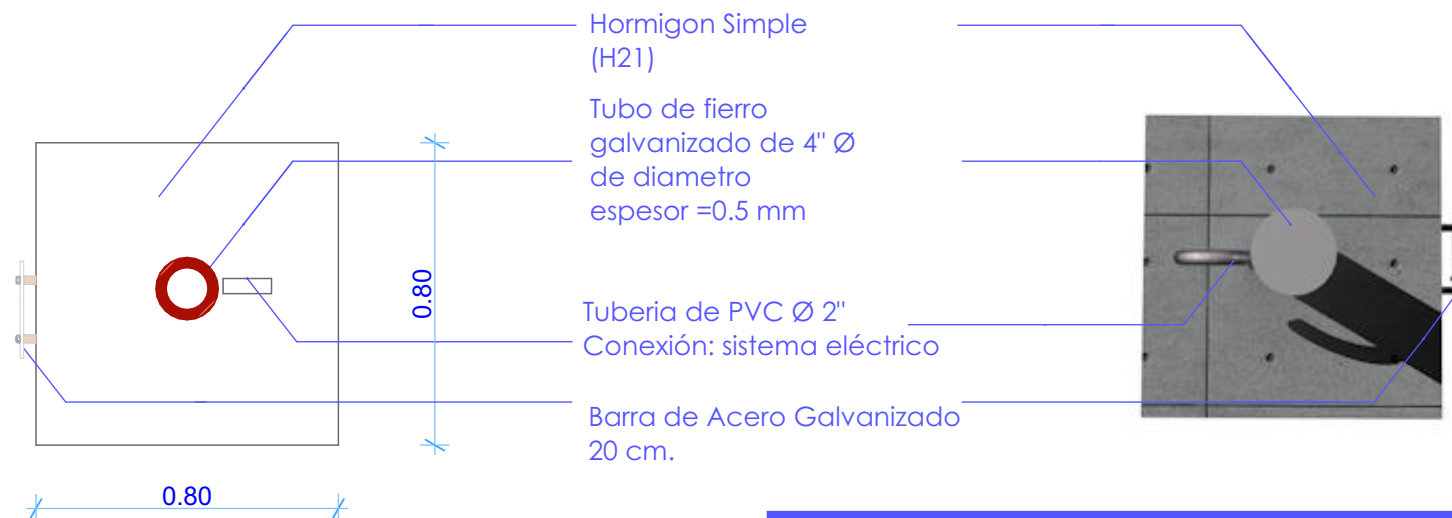 Hormigon Simple
(H21)
Tubo de fierro
galvanizado de 4" Ø
de diametro
espesor =0.5 mm
0.80
Tuberia de PVC Ø 2"
Conexión: sistema eléctrico
Barra de Acero Galvanizado
20 cm.
0.80